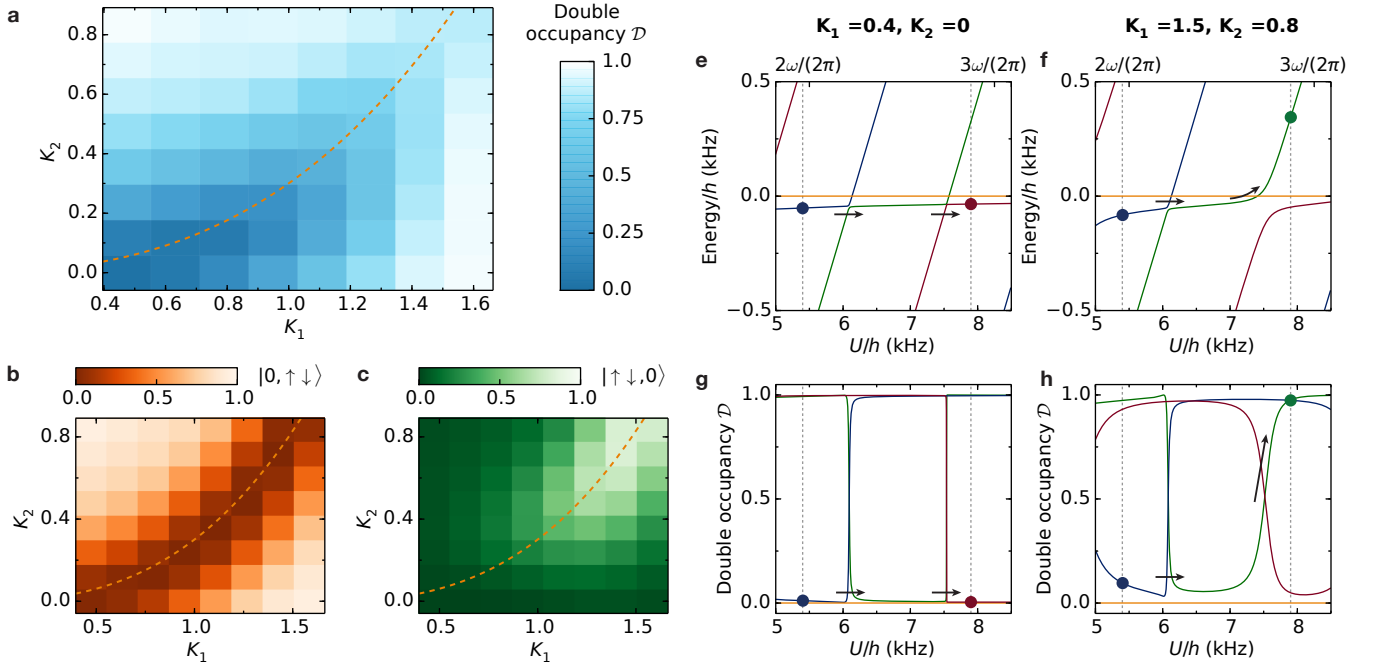 a
Double
occupancy 𝒟
1.0
0.75
0.5
0.25
0.0
K₂
0.8
0.6
0.4
0.2
0.0
0.4 0.6 0.8 1.0 1.2 1.4 1.6
K₁
b
|0,↑↓⟩
0.0 0.5 1.0
K₂
0.8
0.4
0.0
0.5 1.0 1.5
K₁
c
|↑↓,0⟩
0.0 0.5 1.0
K₂
0.8
0.4
0.0
0.5 1.0 1.5
K₁
K₁ =0.4, K₂ =0
K₁ =1.5, K₂ =0.8
e
2ω/(2π) 3ω/(2π)
Energy/h (kHz)
0.5
0.0
−0.5
5 6 7 8
U/h (kHz)
f
2ω/(2π) 3ω/(2π)
Energy/h (kHz)
0.5
0.0
−0.5
5 6 7 8
U/h (kHz)
g
Double occupancy 𝒟
1.0
0.5
0.0
5 6 7 8
U/h (kHz)
h
Double occupancy 𝒟
1.0
0.5
0.0
5 6 7 8
U/h (kHz)